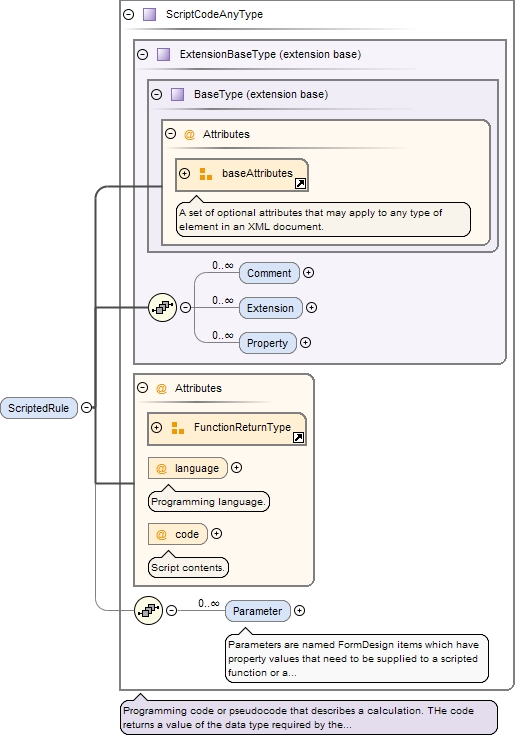 ScriptCodeAnyType
ExtensionBaseType (extension base)
BaseType (extension base)
@ Attributes
baseAttributes
A set of optional attributes that may apply to any type of
element in an XML document.
0..∞
Comment
0..∞
Extension
0..∞
Property
ScriptedRule
@ Attributes
FunctionReturnType
@ language
Programming language.
@ code
Script contents.
0..∞
Parameter
Parameters are named FormDesign items which have
property values that need to be supplied to a scripted
function or a...
Programming code or pseudocode that describes a calculation. THe code
returns a value of the data type required by the...